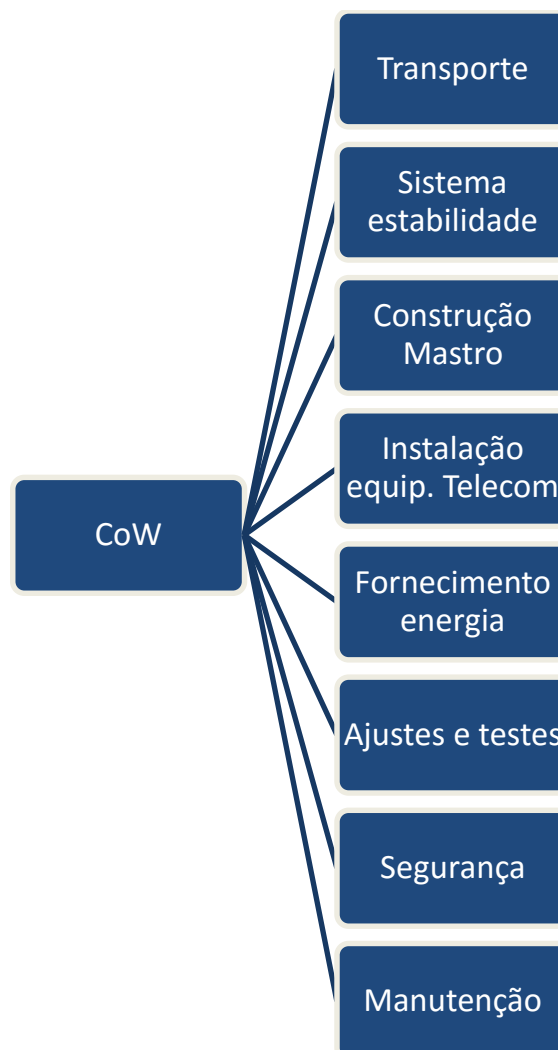 Transporte
Sistema
estabilidade
Construção
Mastro
Instalação
equip. Telecom
CoW
Fornecimento
energia
Ajustes e testes
Segurança
Manutenção